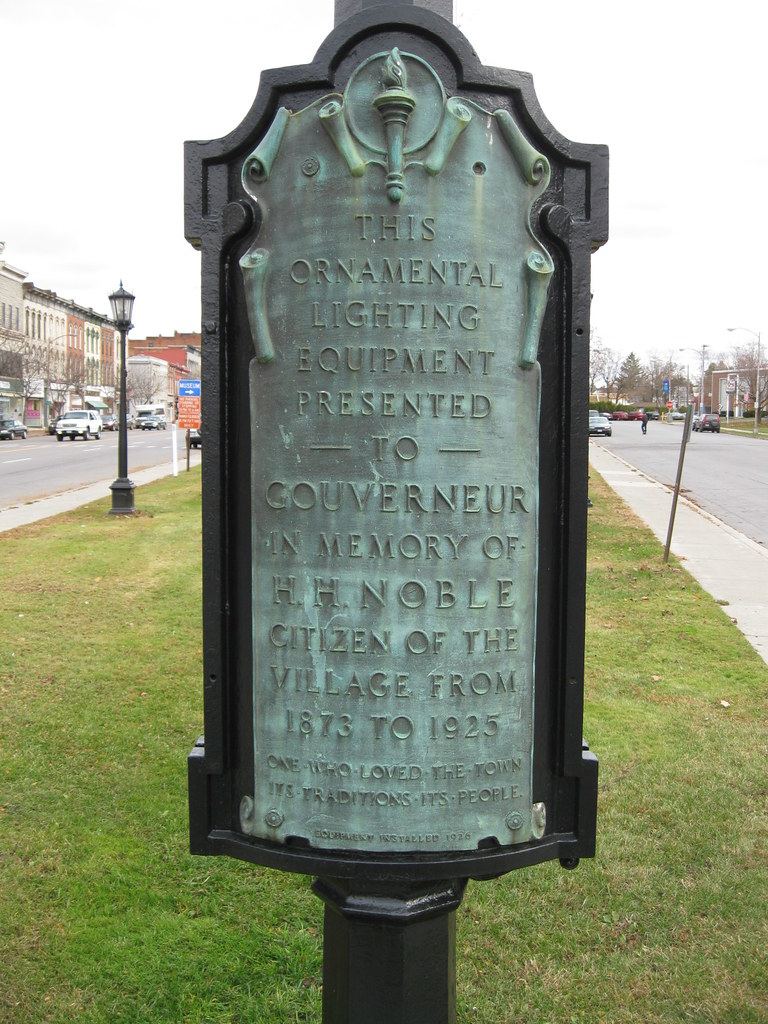 THIS
ORNAMENTAL
LIGHTING
EQUIPMENT
PRESENTED
— TO —
GOUVERNEUR
·IN MEMORY OF·
H. H. NOBLE
CITIZEN OF THE
VILLAGE FROM
1873 TO 1925
ONE·WHO·LOVED·THE·TOWN
ITS·TRADITIONS·ITS·PEOPLE.
EQUIPMENT INSTALLED 1926
MUSEUM